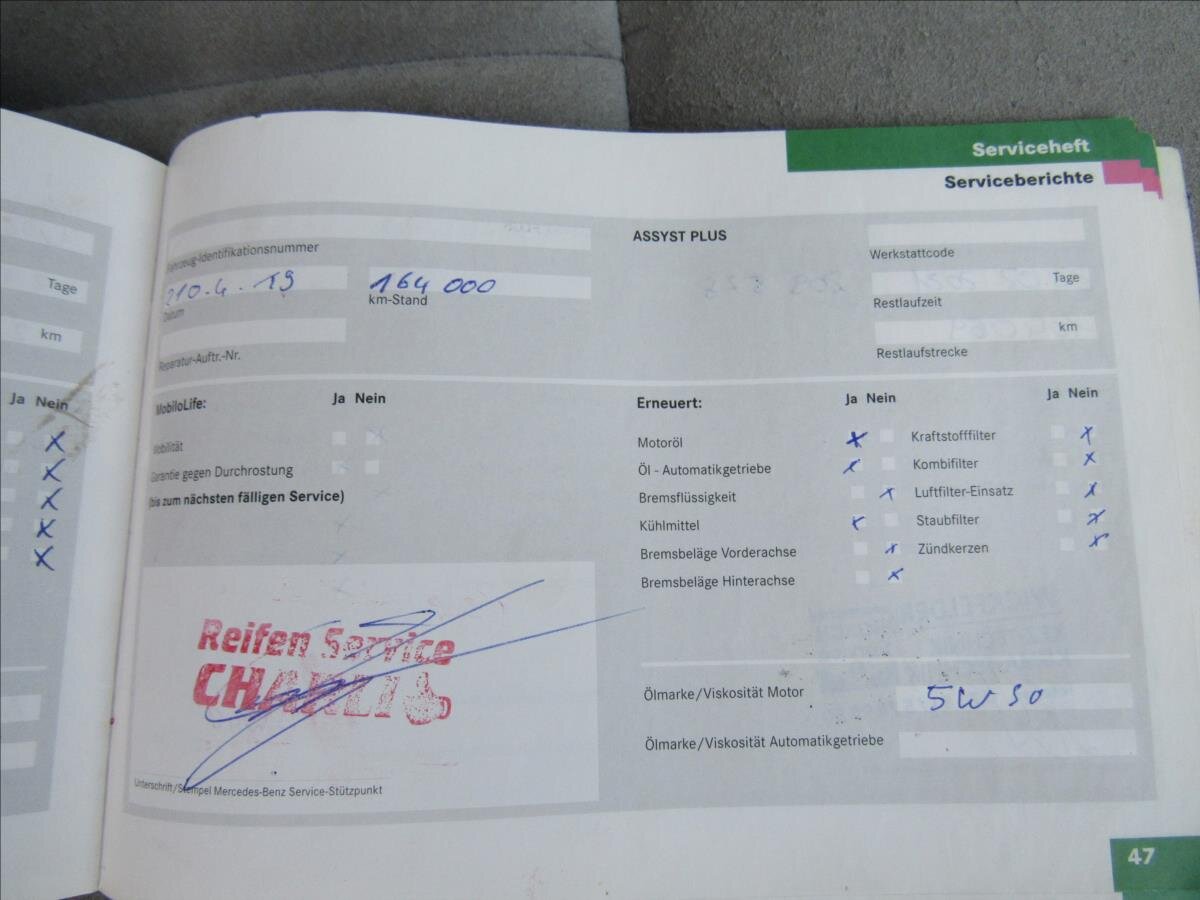 Serviceheft
Serviceberichte
Fahrzeug-Identifikationsnummer
ASSYST PLUS
Werkstattcode
164 000
Datum
km-Stand
Tage
Restlaufzeit
km
Reparatur-Auftr.-Nr.
Restlaufstrecke
Tage
km
Ja Nein
MobiloLife: Ja Nein
Mobilität
Garantie gegen Durchrostung
(bis zum nächsten fälligen Service)
Erneuert: Ja Nein Ja Nein
Motoröl x Kraftstofffilter x
Öl - Automatikgetriebe x Kombifilter x
Bremsflüssigkeit x Luftfilter-Einsatz x
Kühlmittel x Staubfilter x
Bremsbeläge Vorderachse x Zündkerzen x
Bremsbeläge Hinterachse x
Reifen Service
CHARLI
Unterschrift/Stempel Mercedes-Benz Service-Stützpunkt
Ölmarke/Viskosität Motor 5W30
Ölmarke/Viskosität Automatikgetriebe
47